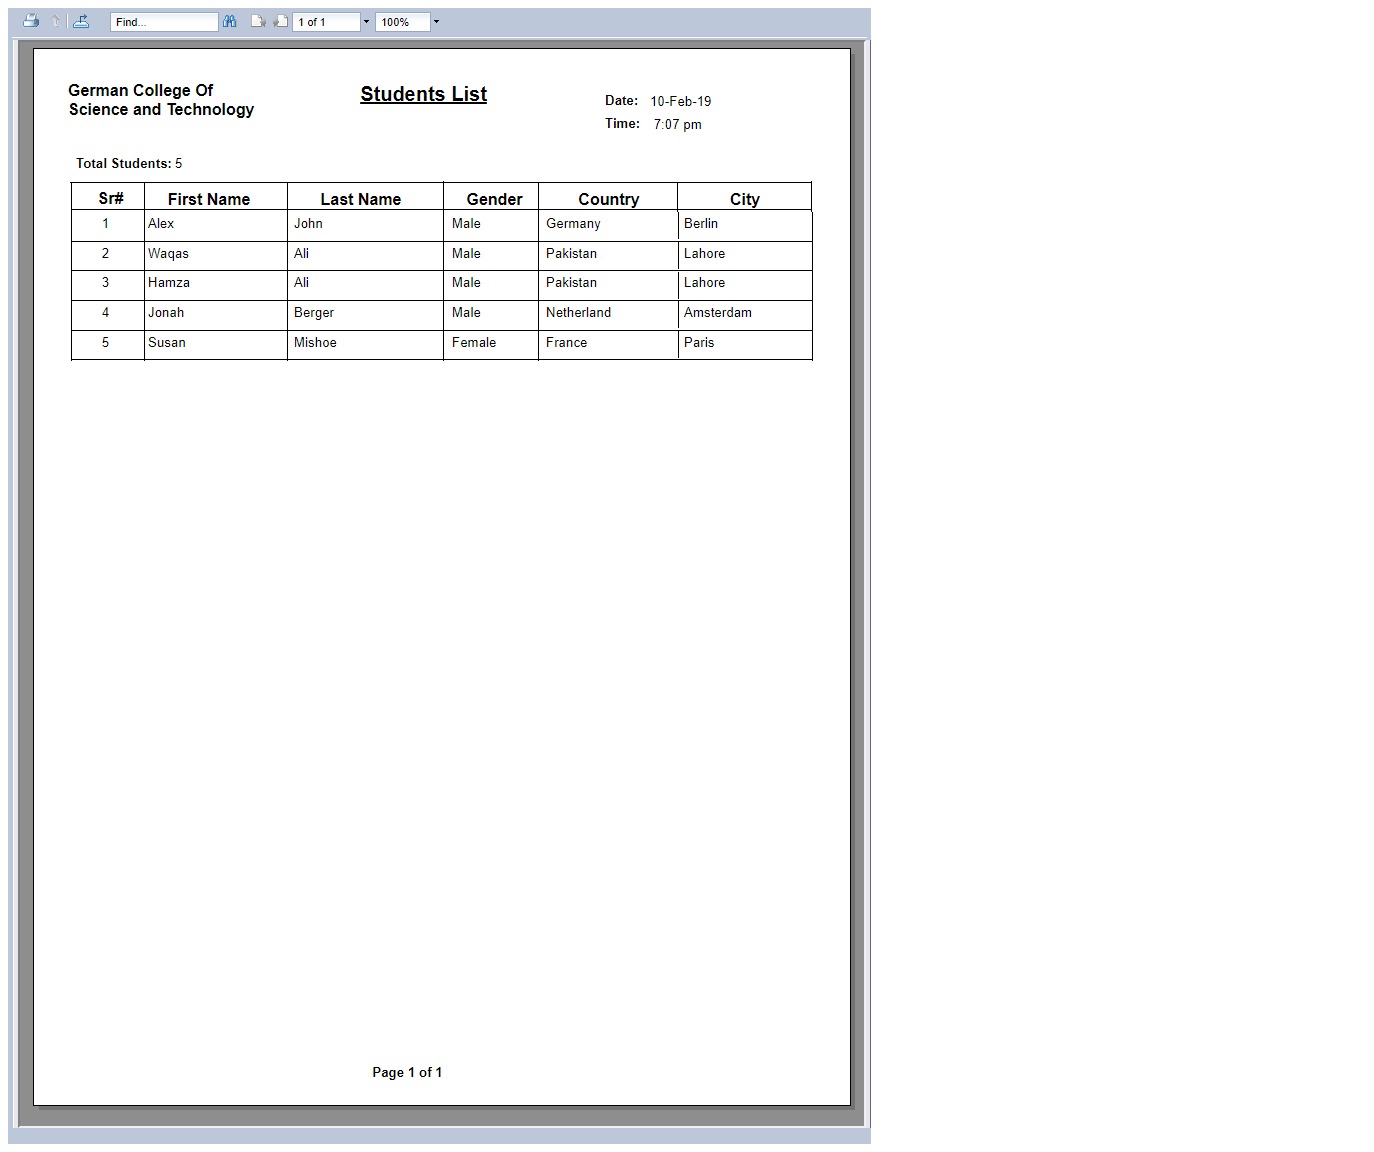 Find... 1 of 1 100%
German College Of
Science and Technology
Students List
Date: 10-Feb-19
Time: 7:07 pm
Total Students: 5
Sr# First Name Last Name Gender Country City
1 Alex John Male Germany Berlin
2 Waqas Ali Male Pakistan Lahore
3 Hamza Ali Male Pakistan Lahore
4 Jonah Berger Male Netherland Amsterdam
5 Susan Mishoe Female France Paris
Page 1 of 1